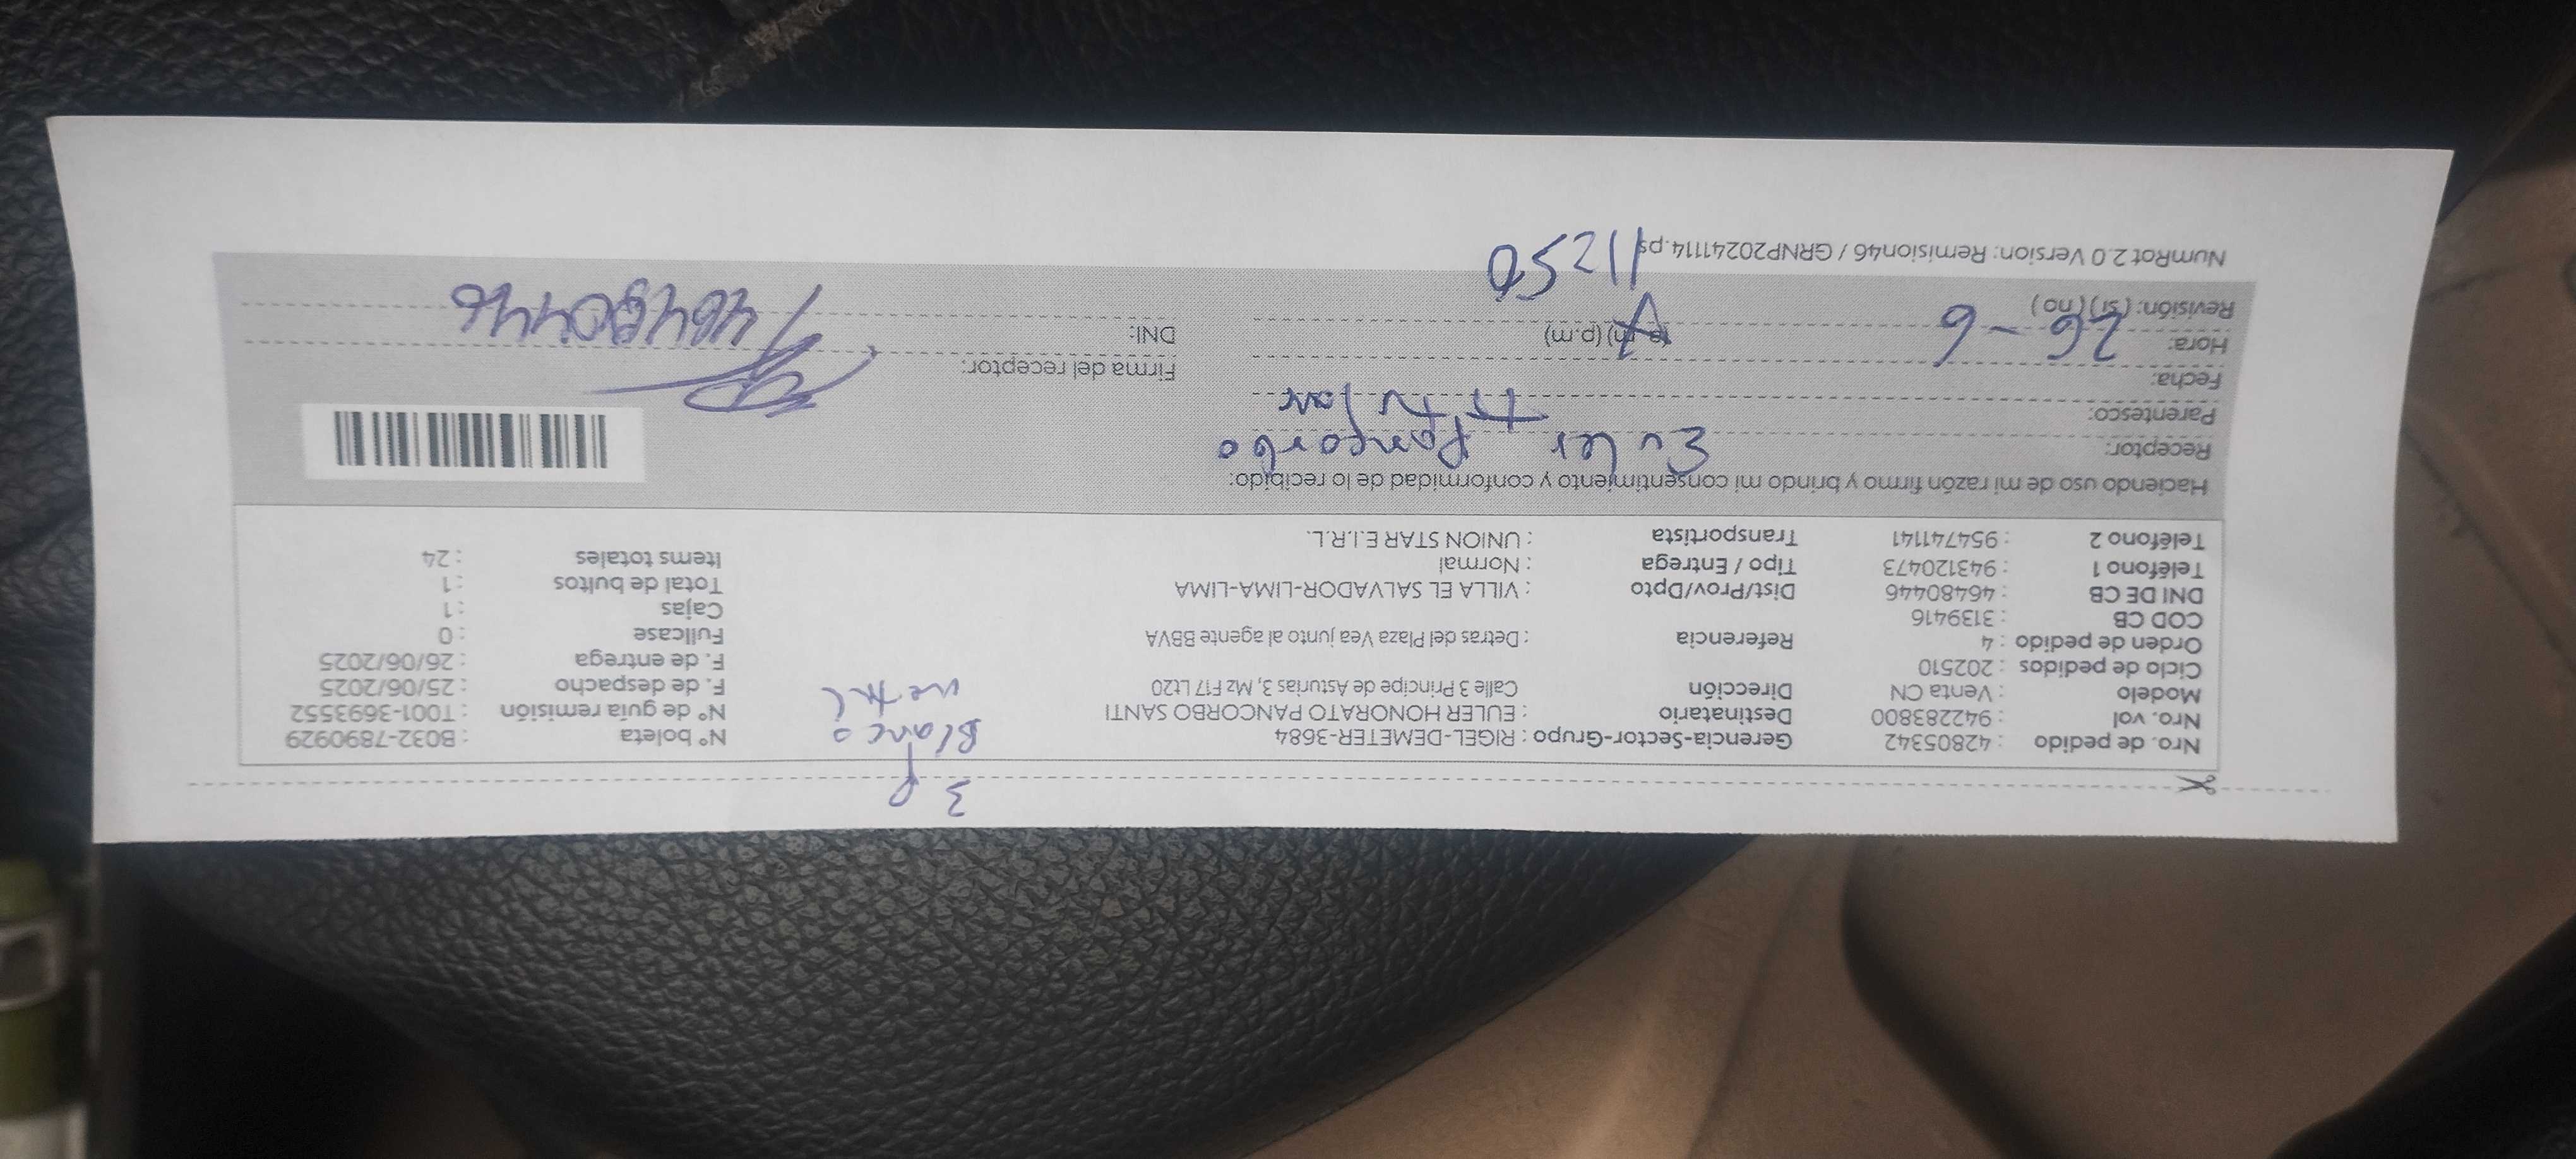 3 P
Blanco
metal
Nro. de pedido : 42805342 Gerencia-Sector-Grupo : RIGEL-DEMETER-3684 N° boleta : B032-7890929
Nro. vol : 942283800 Destinatario : EULER HONORATO PANCORBO SANTI N° de guía remisión : T001-3693552
Modelo : Venta CN Dirección Calle 3 Principe de Asturias 3, Mz F17 Lt20 F. de despacho : 25/06/2025
Ciclo de pedidos : 202510 F. de entrega : 26/06/2025
Orden de pedido : 4 Referencia : Detras del Plaza Vea junto al agente BBVA Fullcase : 0
COD CB : 3139416 Cajas : 1
DNI DE CB : 46480446 Dist/Prov/Dpto : VILLA EL SALVADOR-LIMA-LIMA Total de bultos : 1
Teléfono 1 : 943120473 Tipo / Entrega : Normal Items totales : 24
Teléfono 2 : 954741141 Transportista : UNION STAR E.I.R.L.
Haciendo uso de mi razón firmo y brindo mi consentimiento y conformidad de lo recibido:
Receptor: Euler Pancorbo
Parentesco: Titular
Fecha: Firma del receptor:
Hora: 26-6 (a.m) (p.m) DNI: 46480446
Revisión: (si) (no)
11250
NumRot 2.0 Version: Remision46 / GRNP20241114.ps